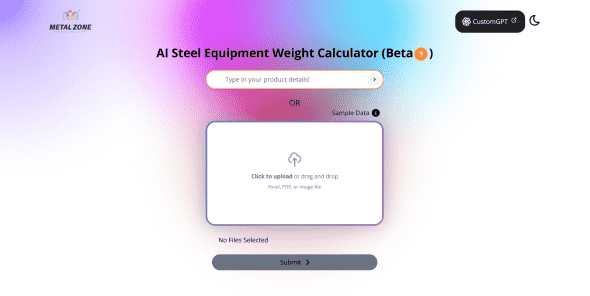 METAL ZONE
CustomGPT
AI Steel Equipment Weight Calculator (Beta )
Type in your product details!
OR
Sample Data
Click to upload or drag and drop
Excel, PDF, or Image file
No Files Selected
Submit